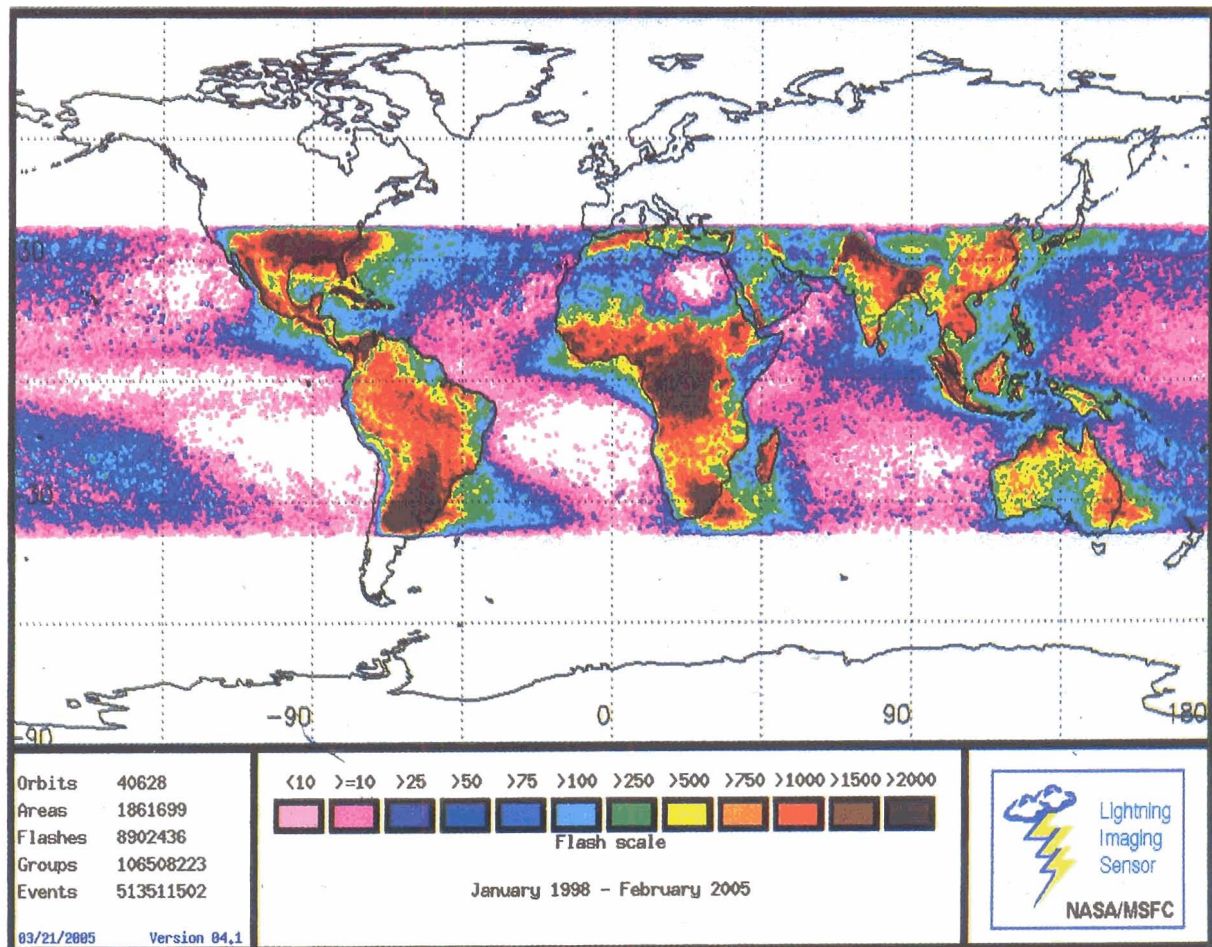 30
30
-90 0 90 180
-90
Orbits 40628
Areas 1861699
Flashes 8902436
Groups 106508223
Events 513511502
03/21/2005 Version 04.1
<10 >=10 >25 >50 >75 >100 >250 >500 >750 >1000 >1500 >2000
Flash scale
January 1998 - February 2005
Lightning
Imaging
Sensor
NASA/MSFC